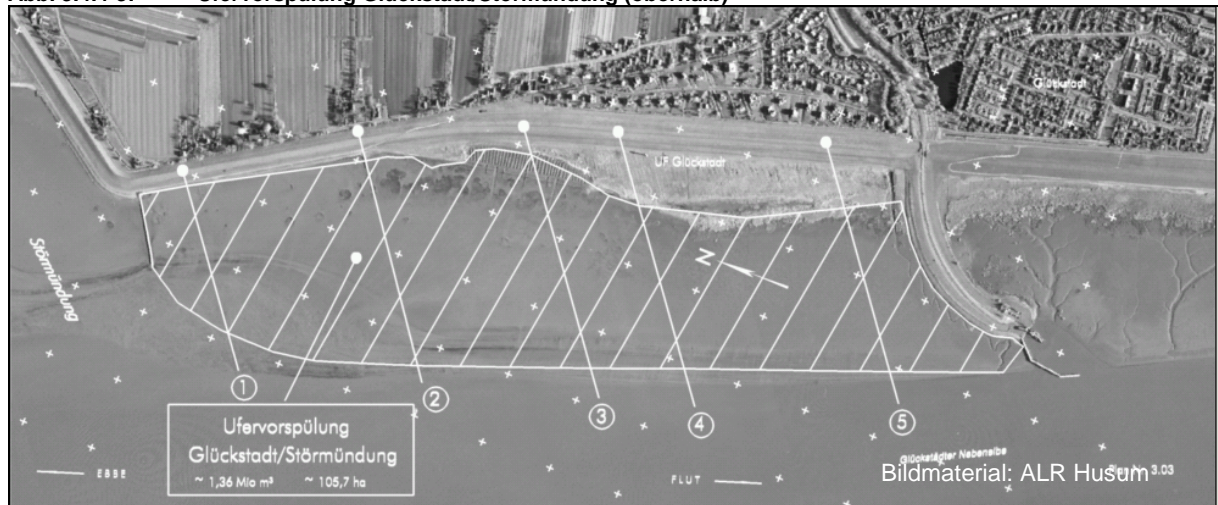 Ufervorspülung Glückstadt/Störmündung (oberhalb)
Glückstadt
UF Glückstadt
Störmündung
N
1
2
3
4
5
Ufervorspülung
Glückstadt/Störmündung
~ 1,36 Mio m³ ~ 105,7 ha
EBBE
FLUT
Glückstädter Nebenelbe
Bildmaterial: ALR Husum
Nr. 3.03